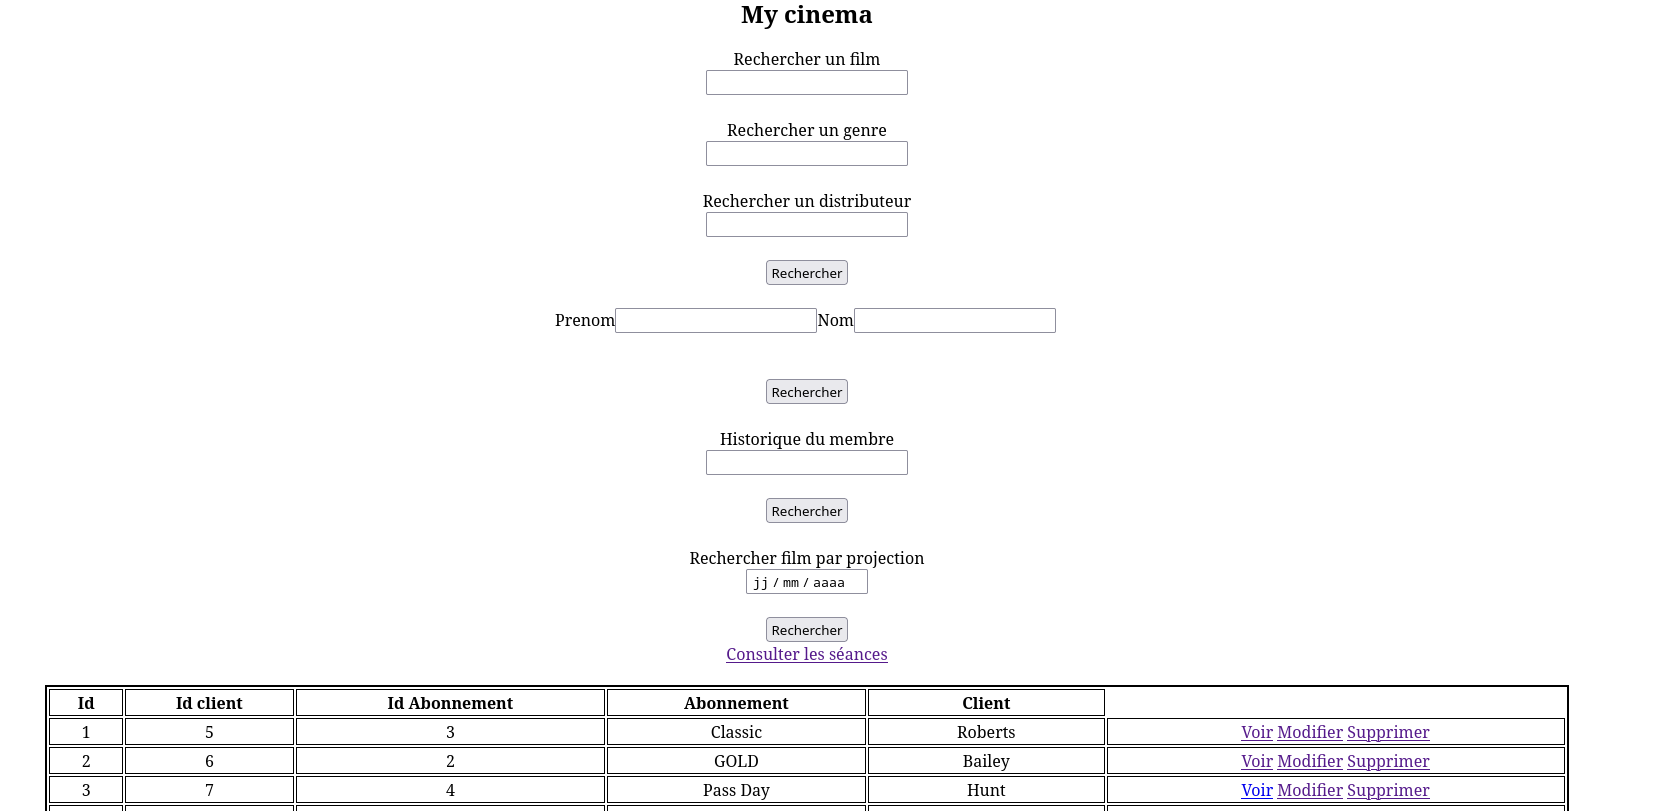 My cinema
Rechercher un film
Rechercher un genre
Rechercher un distributeur
Rechercher
Prenom Nom
Rechercher
Historique du membre
Rechercher
Rechercher film par projection
jj / mm / aaaa
Rechercher
Consulter les séances
Id Id client Id Abonnement Abonnement Client
1 5 3 Classic Roberts Voir Modifier Supprimer
2 6 2 GOLD Bailey Voir Modifier Supprimer
3 7 4 Pass Day Hunt Voir Modifier Supprimer